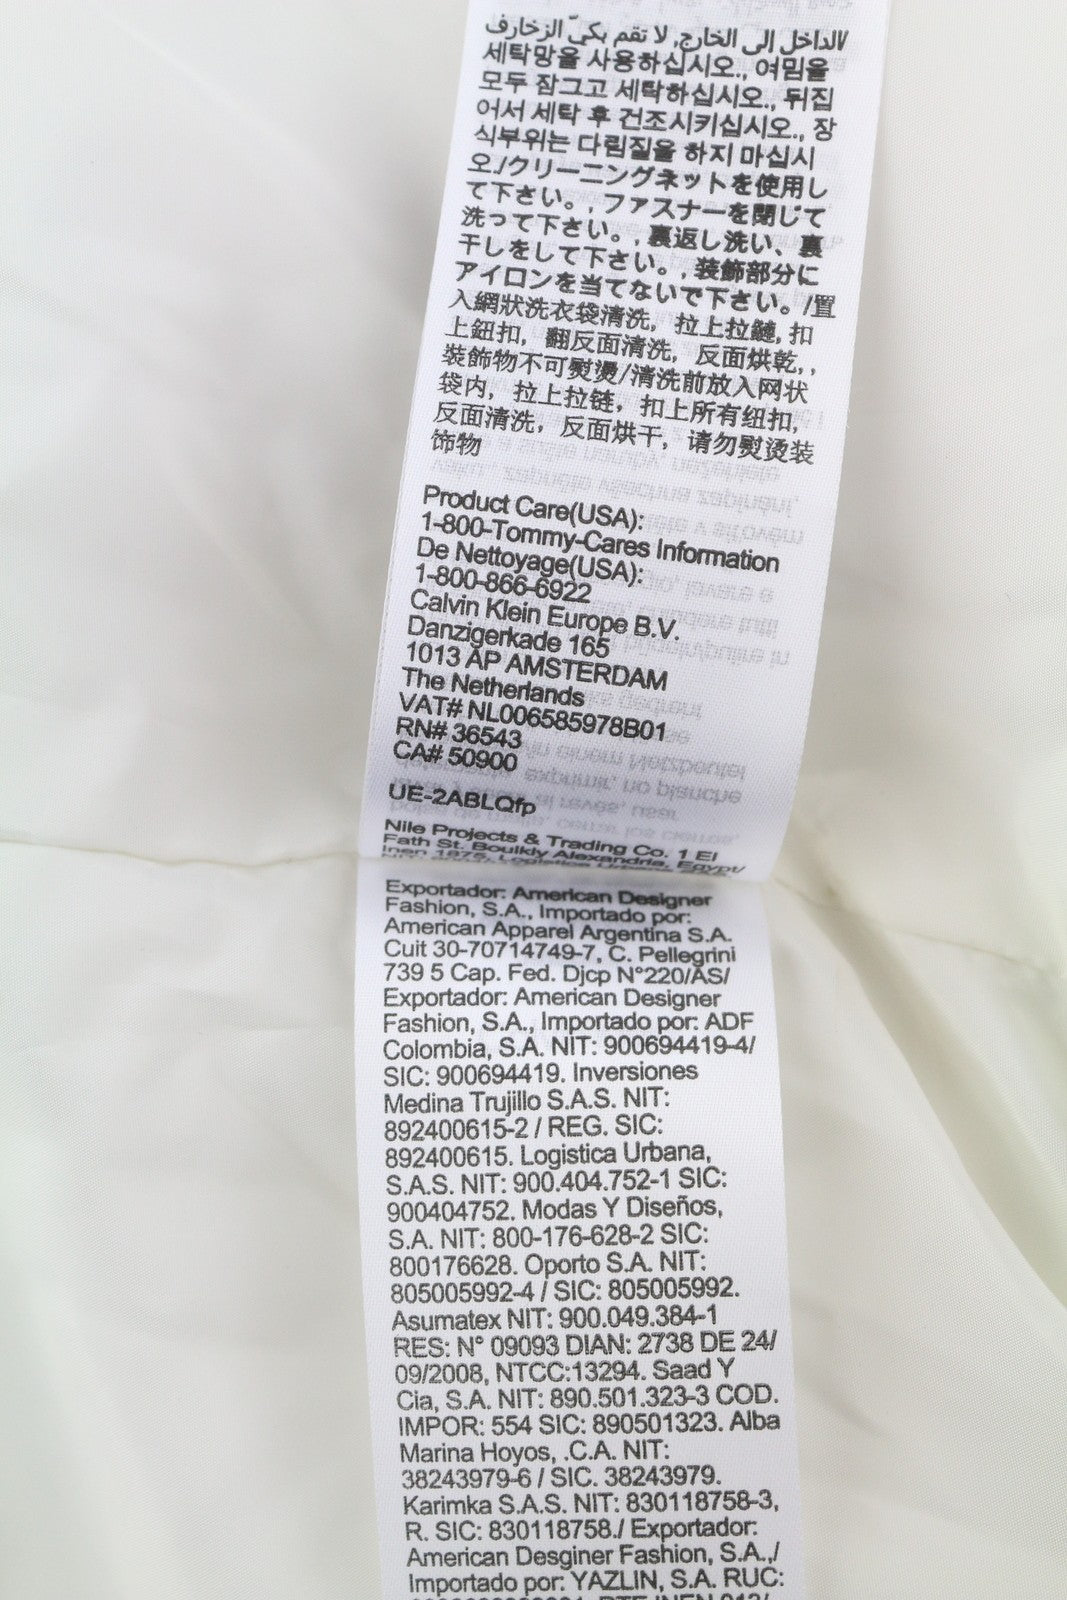 الداخل الى الخارج, لا تقم بكيّ الزخارف/
세탁망을 사용하십시오., 여밈을
모두 잠그고 세탁하십시오., 뒤집
어서 세탁 후 건조시키십시오., 장
식부위는 다림질을 하지 마십시
오./クリーニングネットを使用し
て下さい。, ファスナーを閉じて
洗って下さい。, 裏返し洗い、裏
干しをして下さい。, 装飾部分に
アイロンを当てないで下さい。/置
入網狀洗衣袋清洗，拉上拉鏈, 扣
上鈕扣，翻反面清洗，反面烘乾, ,
裝飾物不可熨燙/清洗前放入网状
袋内，拉上拉链，扣上所有纽扣,
反面清洗，反面烘干，请勿熨烫装
饰物
Product Care(USA):
1-800-Tommy-Cares Information
De Nettoyage(USA):
1-800-866-6922
Calvin Klein Europe B.V.
Danzigerkade 165
1013 AP AMSTERDAM
The Netherlands
VAT# NL006585978B01
RN# 36543
CA# 50900
UE-2ABLQfp
Nile Projects & Trading Co. 1 El
Fath St. Boulkly Alexandria, Egypt/
Exportador: American Designer
Fashion, S.A., Importado por:
American Apparel Argentina S.A.
Cuit 30-70714749-7, C. Pellegrini
739 5 Cap. Fed. Djcp N°220/AS/
Exportador: American Designer
Fashion, S.A., Importado por: ADF
Colombia, S.A. NIT: 900694419-4/
SIC: 900694419. Inversiones
Medina Trujillo S.A.S. NIT:
892400615-2 / REG. SIC:
892400615. Logistica Urbana,
S.A.S. NIT: 900.404.752-1 SIC:
900404752. Modas Y Diseños,
S.A. NIT: 800-176-628-2 SIC:
800176628. Oporto S.A. NIT:
805005992-4 / SIC: 805005992.
Asumatex NIT: 900.049.384-1
RES: N° 09093 DIAN: 2738 DE 24/
09/2008, NTCC:13294. Saad Y
Cia, S.A. NIT: 890.501.323-3 COD.
IMPOR: 554 SIC: 890501323. Alba
Marina Hoyos, .C.A. NIT:
38243979-6 / SIC. 38243979.
Karimka S.A.S. NIT: 830118758-3,
R. SIC: 830118758./ Exportador:
American Desginer Fashion, S.A.,/
Importado por: YAZLIN, S.A. RUC: